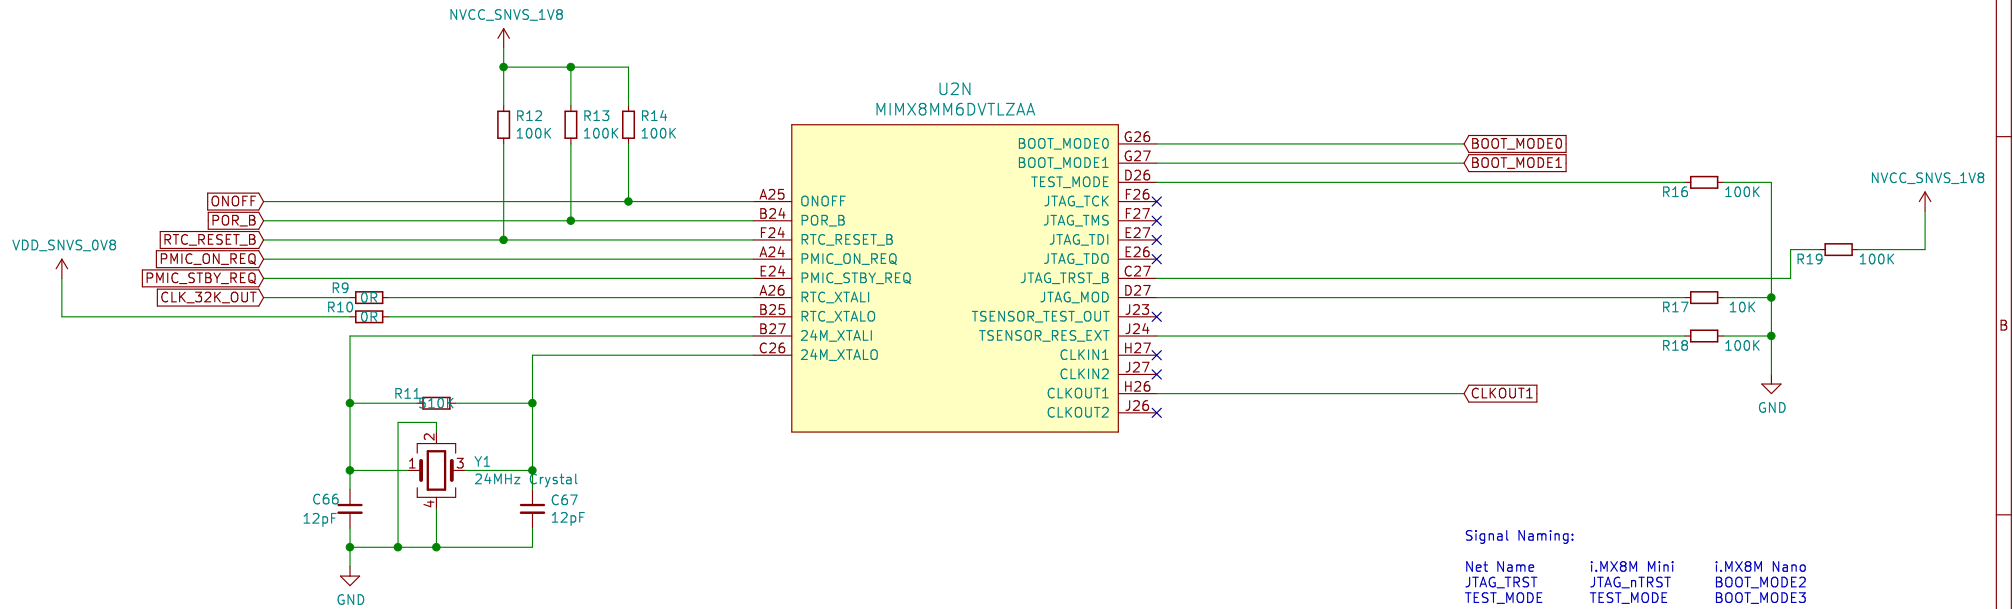 NVCC_SNVS_1V8
R12
100K
R13
100K
R14
100K
U2N
MIMX8MM6DVTLZAA
ONOFF
POR_B
RTC_RESET_B
PMIC_ON_REQ
PMIC_STBY_REQ
CLK_32K_OUT
VDD_SNVS_0V8
R9
0R
R10
0R
A25 ONOFF
B24 POR_B
F24 RTC_RESET_B
A24 PMIC_ON_REQ
E24 PMIC_STBY_REQ
A26 RTC_XTALI
B25 RTC_XTALO
B27 24M_XTALI
C26 24M_XTALO
BOOT_MODE0 G26
BOOT_MODE1 G27
TEST_MODE D26
JTAG_TCK F26
JTAG_TMS F27
JTAG_TDI E27
JTAG_TDO E26
JTAG_TRST_B C27
JTAG_MOD D27
TSENSOR_TEST_OUT J23
TSENSOR_RES_EXT J24
CLKIN1 H27
CLKIN2 J27
CLKOUT1 H26
CLKOUT2 J26
BOOT_MODE0
BOOT_MODE1
CLKOUT1
R16 100K
NVCC_SNVS_1V8
R19 100K
R17 10K
R18 100K
GND
B
R11
510K
2
1 3
4
Y1
24MHz Crystal
C66
12pF
C67
12pF
GND
Signal Naming:
Net Name i.MX8M Mini i.MX8M Nano
JTAG_TRST JTAG_nTRST BOOT_MODE2
TEST_MODE TEST_MODE BOOT_MODE3